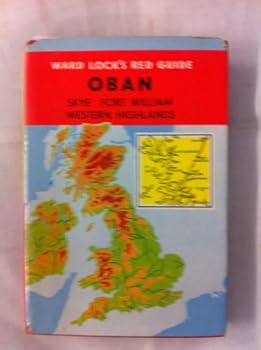 WARD LOCK'S RED GUIDE
OBAN
SKYE FORT WILLIAM
WESTERN HIGHLANDS